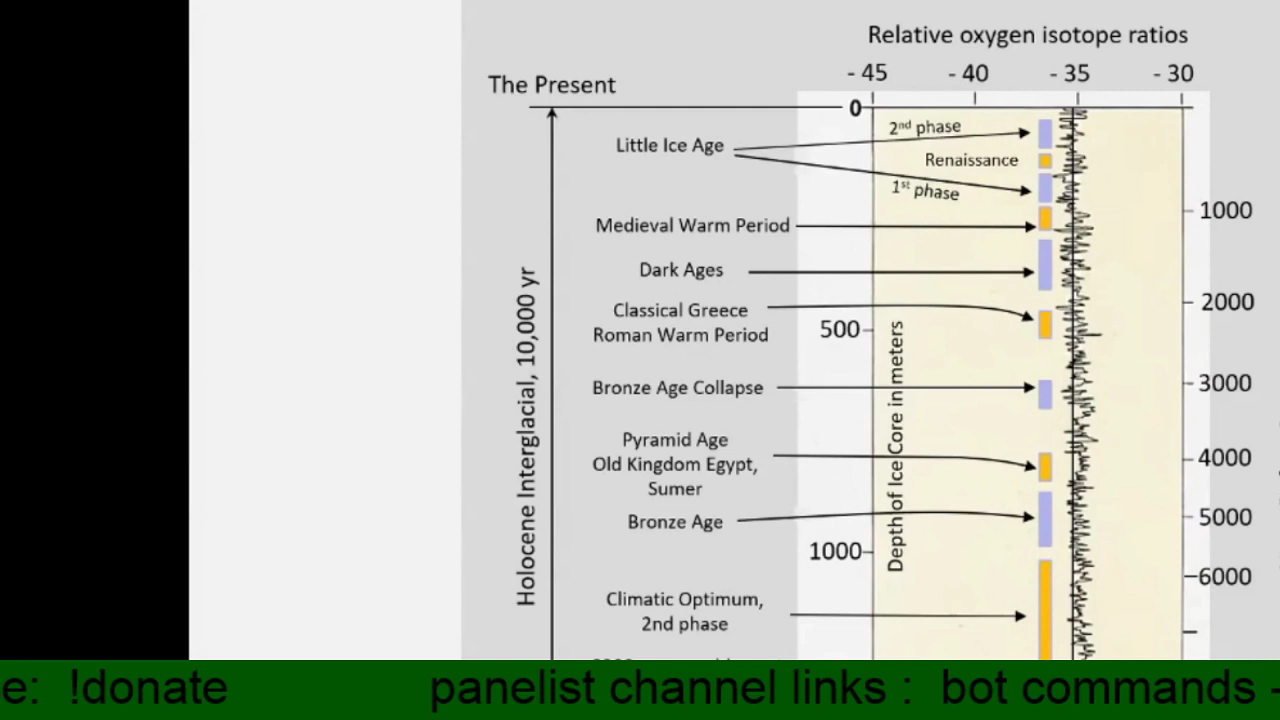 Relative oxygen isotope ratios
- 45 - 40 - 35 - 30
The Present
0
2nd phase
Little Ice Age
Renaissance
1st phase
1000
Medieval Warm Period
Dark Ages
2000
Classical Greece
Roman Warm Period
500
3000
Bronze Age Collapse
Pyramid Age
Old Kingdom Egypt,
Sumer
4000
Bronze Age
5000
1000
6000
Climatic Optimum,
2nd phase
Holocene Interglacial, 10,000 yr
Depth of Ice Core in meters
e: !donate panelist channel links : bot commands -